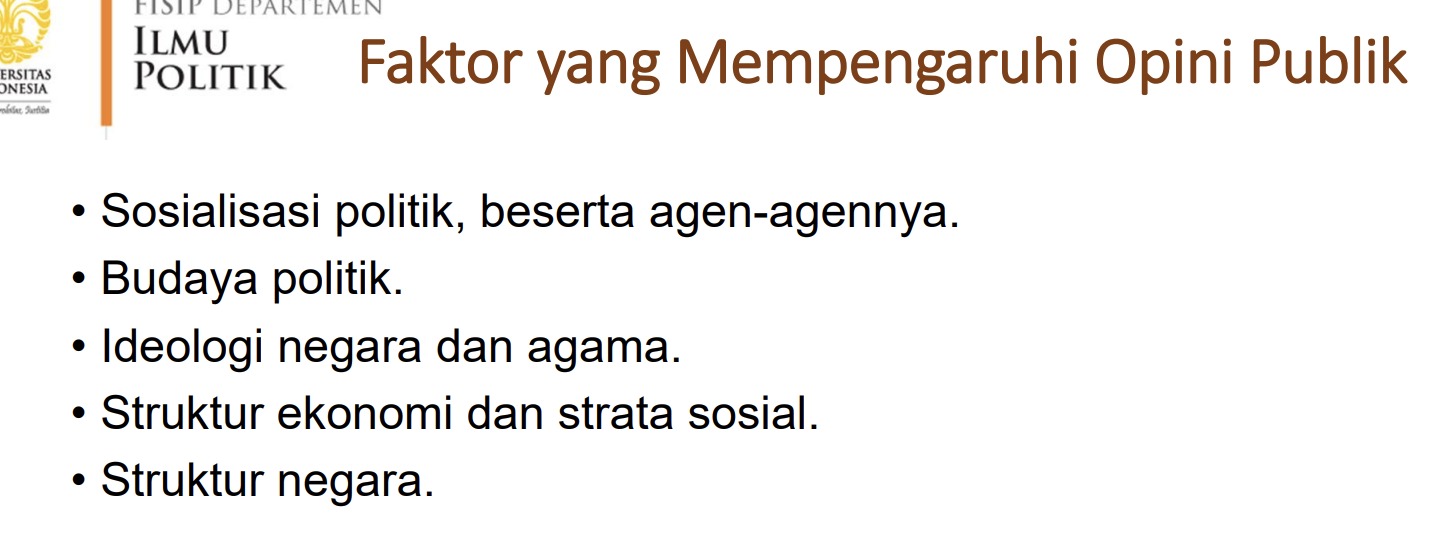 FISIP DEPARTEMEN
ILMU
POLITIK
Faktor yang Mempengaruhi Opini Publik
ERSITAS
ONESIA
• Sosialisasi politik, beserta agen-agennya.
• Budaya politik.
• Ideologi negara dan agama.
• Struktur ekonomi dan strata sosial.
• Struktur negara.